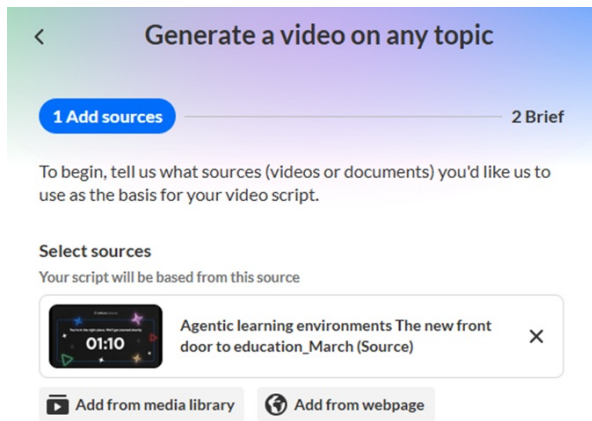 Generate a video on any topic
1 Add sources
2 Brief
To begin, tell us what sources (videos or documents) you'd like us to
use as the basis for your video script.
Select sources
Your script will be based from this source
01:10
Agentic learning environments The new front
door to education_March (Source)
Add from media library
Add from webpage